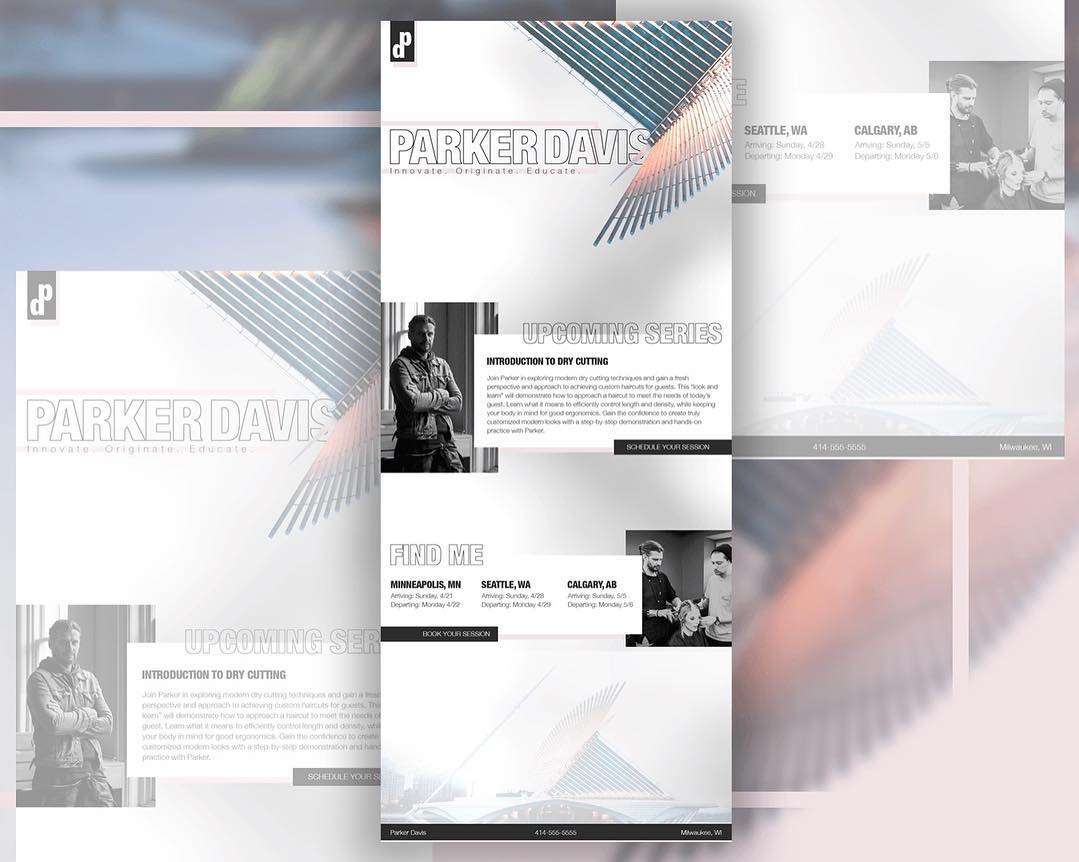 dp
PARKER DAVIS
Innovate. Originate. Educate.
UPCOMING SERIES
INTRODUCTION TO DRY CUTTING
Join Parker in exploring modern dry cutting techniques and gain a fresh
perspective and approach to achieving custom haircuts for guests. This "look and
learn" will demonstrate how to approach a haircut to meet the needs of today's
guest. Learn what it means to efficiently control length and density, while keeping
your body in mind for good ergonomics. Gain the confidence to create truly
customized modern looks with a step-by-step demonstration and hands-on
practice with Parker.
SCHEDULE YOUR SESSION
FIND ME
MINNEAPOLIS, MN SEATTLE, WA CALGARY, AB
Arriving: Sunday, 4/21 Arriving: Sunday, 4/28 Arriving: Sunday, 5/5
Departing: Monday 4/22 Departing: Monday 4/29 Departing: Monday 5/6
BOOK YOUR SESSION
Parker Davis 414-555-5555 Milwaukee, WI
dp
PARKER DAVIS
Innovate. Originate. Educate.
UPCOMING SER
INTRODUCTION TO DRY CUTTING
Join Parker in exploring modern dry cutting techniques and gain a fresh
perspective and approach to achieving custom haircuts for guests. Thi
learn" will demonstrate how to approach a haircut to meet the needs of
guest. Learn what it means to efficiently control length and density, whil
your body in mind for good ergonomics. Gain the confidence to create
customized modern looks with a step-by-step demonstration and hand
practice with Parker.
SCHEDULE YOUR S
E
SEATTLE, WA CALGARY, AB
Arriving: Sunday, 4/28 Arriving: Sunday, 5/5
Departing: Monday 4/29 Departing: Monday 5/6
SSION
414-555-5555 Milwaukee, WI